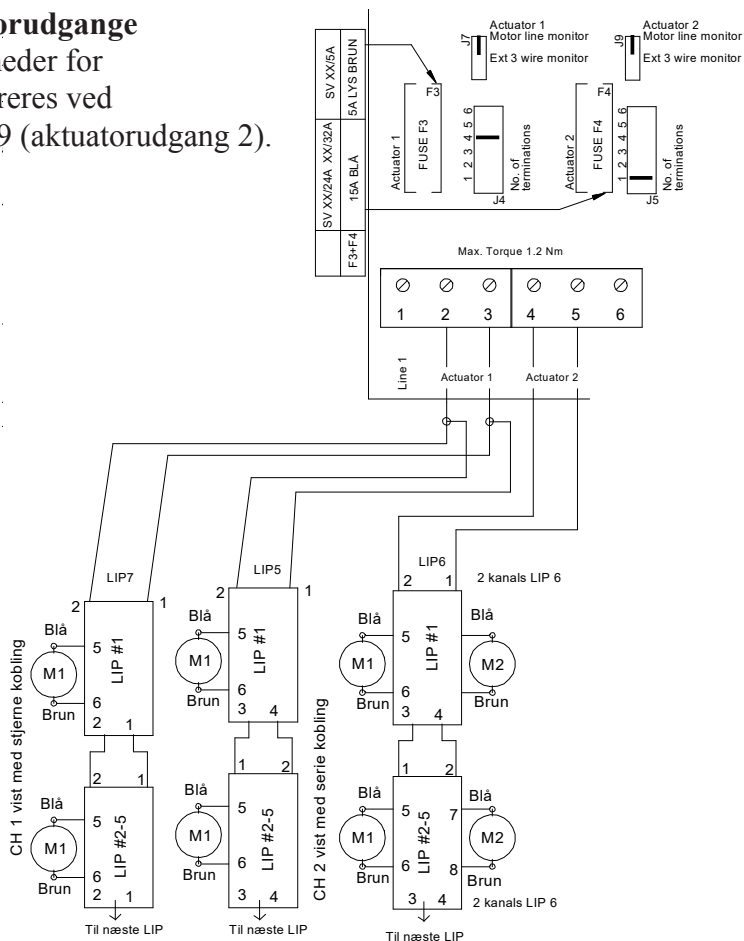 orudgange
neder for
reres ved
9 (aktuatorudgang 2).
SV XX/5A
5A LYS BRUN
SV XX/24A XX/32A
15A BLÅ
F3+F4
Actuator 1
Motor line monitor
Ext 3 wire monitor
J7
Actuator 2
Motor line monitor
Ext 3 wire monitor
J9
F3
FUSE F3
Actuator 1
1 2 3 4 5 6
No. of
terminations
J4
F4
FUSE F4
Actuator 2
1 2 3 4 5 6
No. of
terminations
J5
Max. Torque 1.2 Nm
1 2 3 4 5 6
Line 1
Actuator 1
Actuator 2
CH 1 vist med stjerne kobling
LIP7
2 1
Blå
5
M1
LIP #1
6
Brun
2 1
2 1
Blå
5
M1
LIP #2-5
6
Brun
2 1
Til næste LIP
LIP5
2 1
Blå
5
M1
LIP #1
6
Brun
3 4
1 2
Blå
5
M1
LIP #2-5
6
Brun
3 4
Til næste LIP
CH 2 vist med serie kobling
LIP6
2 1
2 kanals LIP 6
Blå
5
M1
LIP #1
Blå
M2
6
Brun
Brun
3 4
1 2
Blå
5
7
Blå
M1
LIP #2-5
M2
6
8
Brun
Brun
3 4
2 kanals LIP 6
Til næste LIP